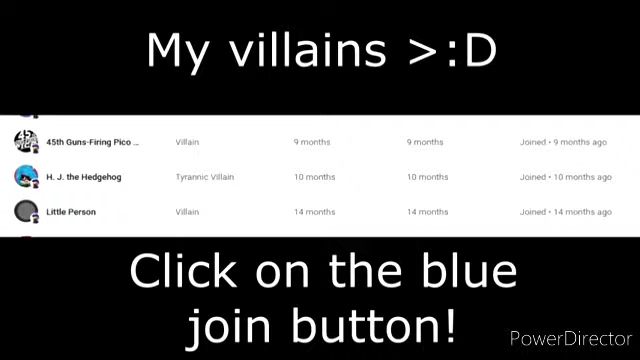 My villains >:D
45th Guns-Firing Pico ... Villain 9 months 9 months Joined • 9 months ago
H. J. the Hedgehog Tyrannic Villain 10 months 10 months Joined • 10 months ago
Little Person Villain 14 months 14 months Joined • 14 months ago
Click on the blue
join button!
PowerDirector